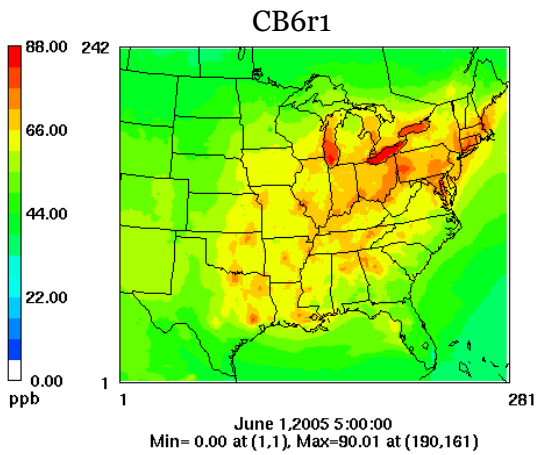 CB6r1
88.00
66.00
44.00
22.00
0.00
ppb
242
1
1
281
June 1,2005 5:00:00
Min= 0.00 at (1,1), Max=90.01 at (190,161)